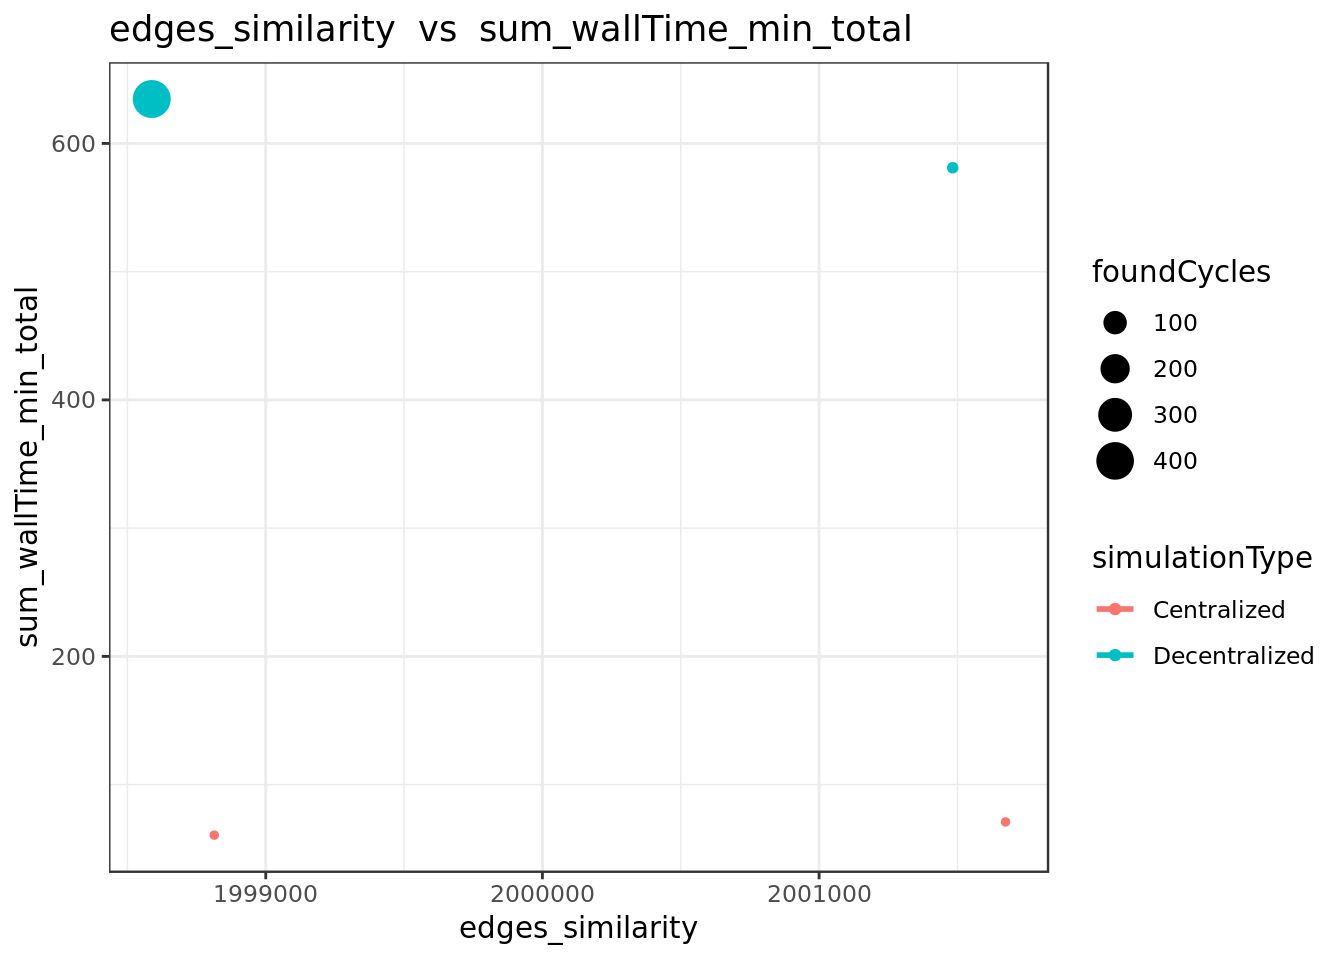 edges_similarity  vs  sum_wallTime_min_total
sum_wallTime_min_total
600
400
200
1999000
2000000
2001000
edges_similarity
foundCycles
100
200
300
400
simulationType
Centralized
Decentralized